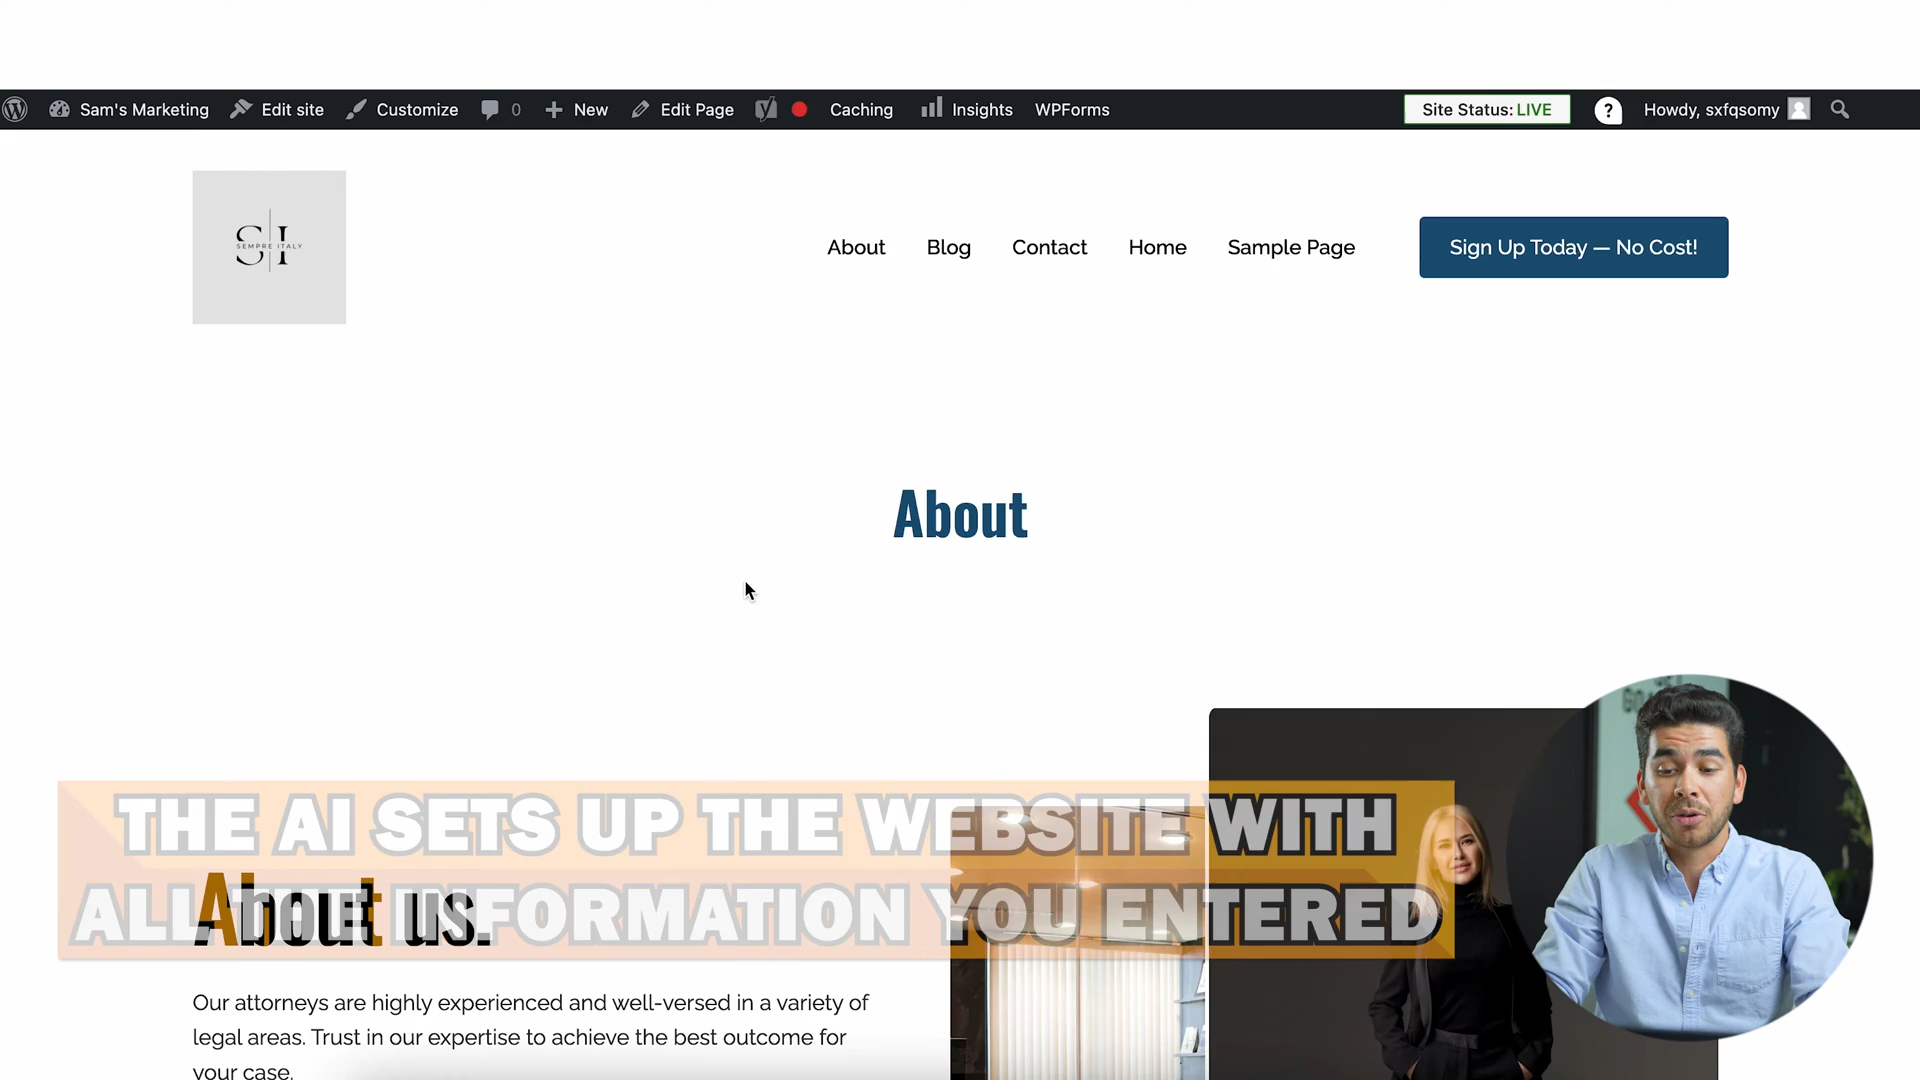 Sam's Marketing Edit site Customize 0 New Edit Page Caching Insights WPForms Site Status: LIVE ? Howdy, sxfqsomy
SI
SEMPRE ITALY
About Blog Contact Home Sample Page Sign Up Today — No Cost!
About
THE AI SETS UP THE WEBSITE WITH
ALL THE INFORMATION YOU ENTERED
About us.
Our attorneys are highly experienced and well-versed in a variety of
legal areas. Trust in our expertise to achieve the best outcome for
your case.